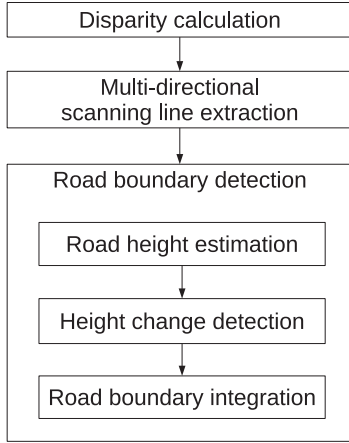 Disparity calculation
Multi-directional
scanning line extraction
Road boundary detection
Road height estimation
Height change detection
Road boundary integration